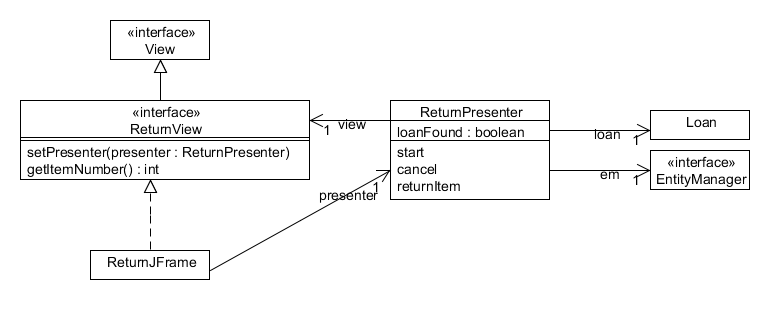 «interface»
View
«interface»
ReturnView
setPresenter(presenter : ReturnPresenter)
getItemNumber() : int
1
view
ReturnPresenter
loanFound : boolean
start
cancel
returnItem
loan
1
Loan
em
1
«interface»
EntityManager
presenter
1
ReturnJFrame